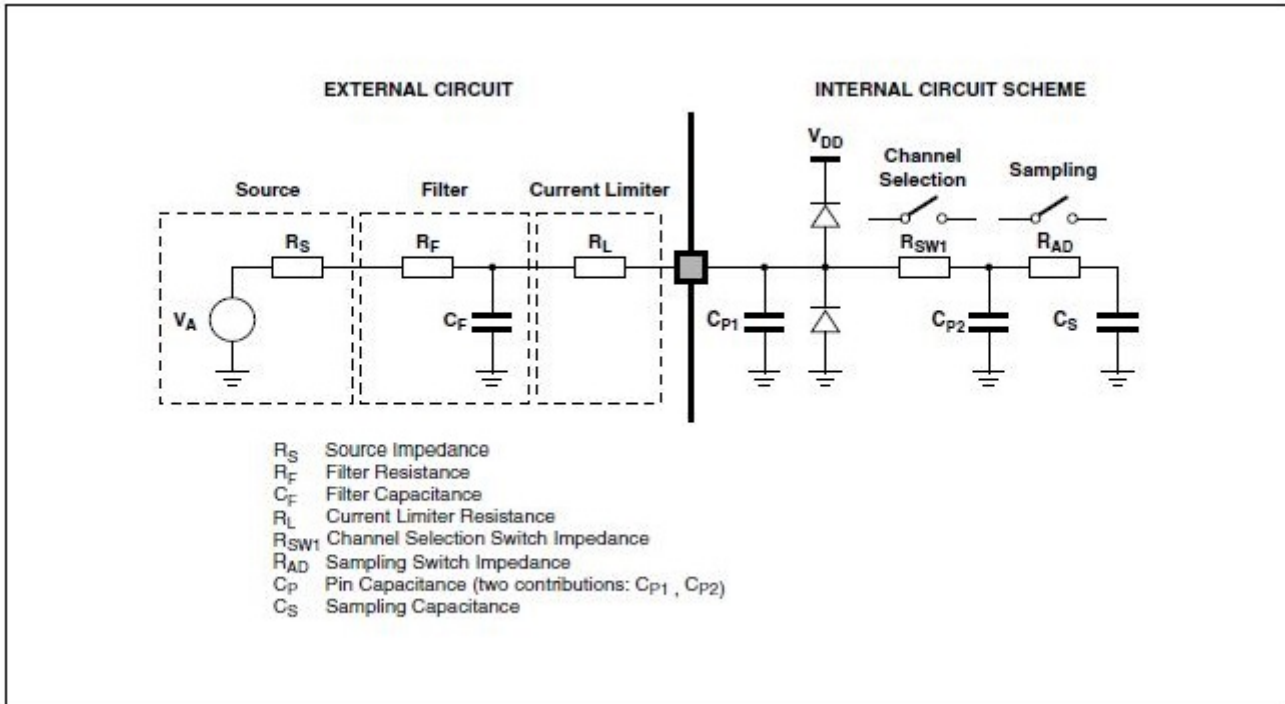 EXTERNAL CIRCUIT
INTERNAL CIRCUIT SCHEME
VDD
Channel
Selection
Sampling
Source
Filter
Current Limiter
RS
RF
RL
RSW1
RAD
VA
CF
CP1
CP2
CS
RS Source Impedance
RF Filter Resistance
CF Filter Capacitance
RL Current Limiter Resistance
RSW1 Channel Selection Switch Impedance
RAD Sampling Switch Impedance
CP Pin Capacitance (two contributions: CP1 , CP2)
CS Sampling Capacitance